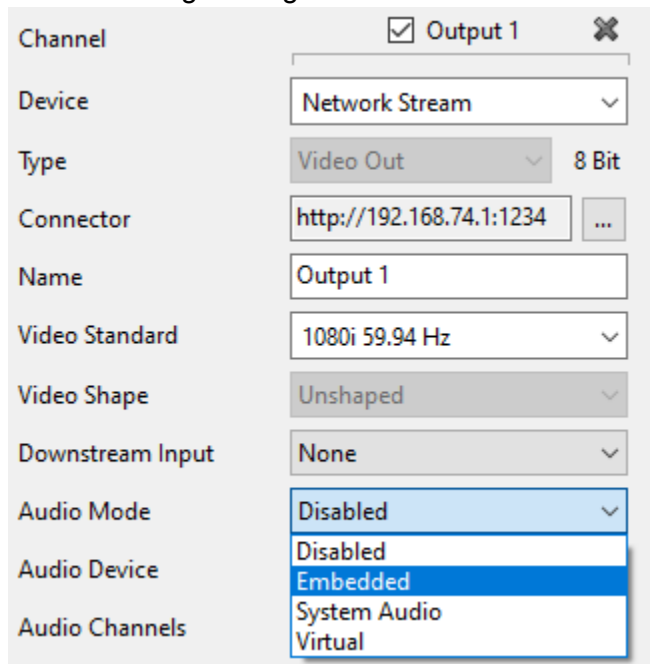 Channel Output 1
Device Network Stream
Type Video Out 8 Bit
Connector http://192.168.74.1:1234 ...
Name Output 1
Video Standard 1080i 59.94 Hz
Video Shape Unshaped
Downstream Input None
Audio Mode Disabled
Disabled
Audio Device Embedded
System Audio
Audio Channels Virtual